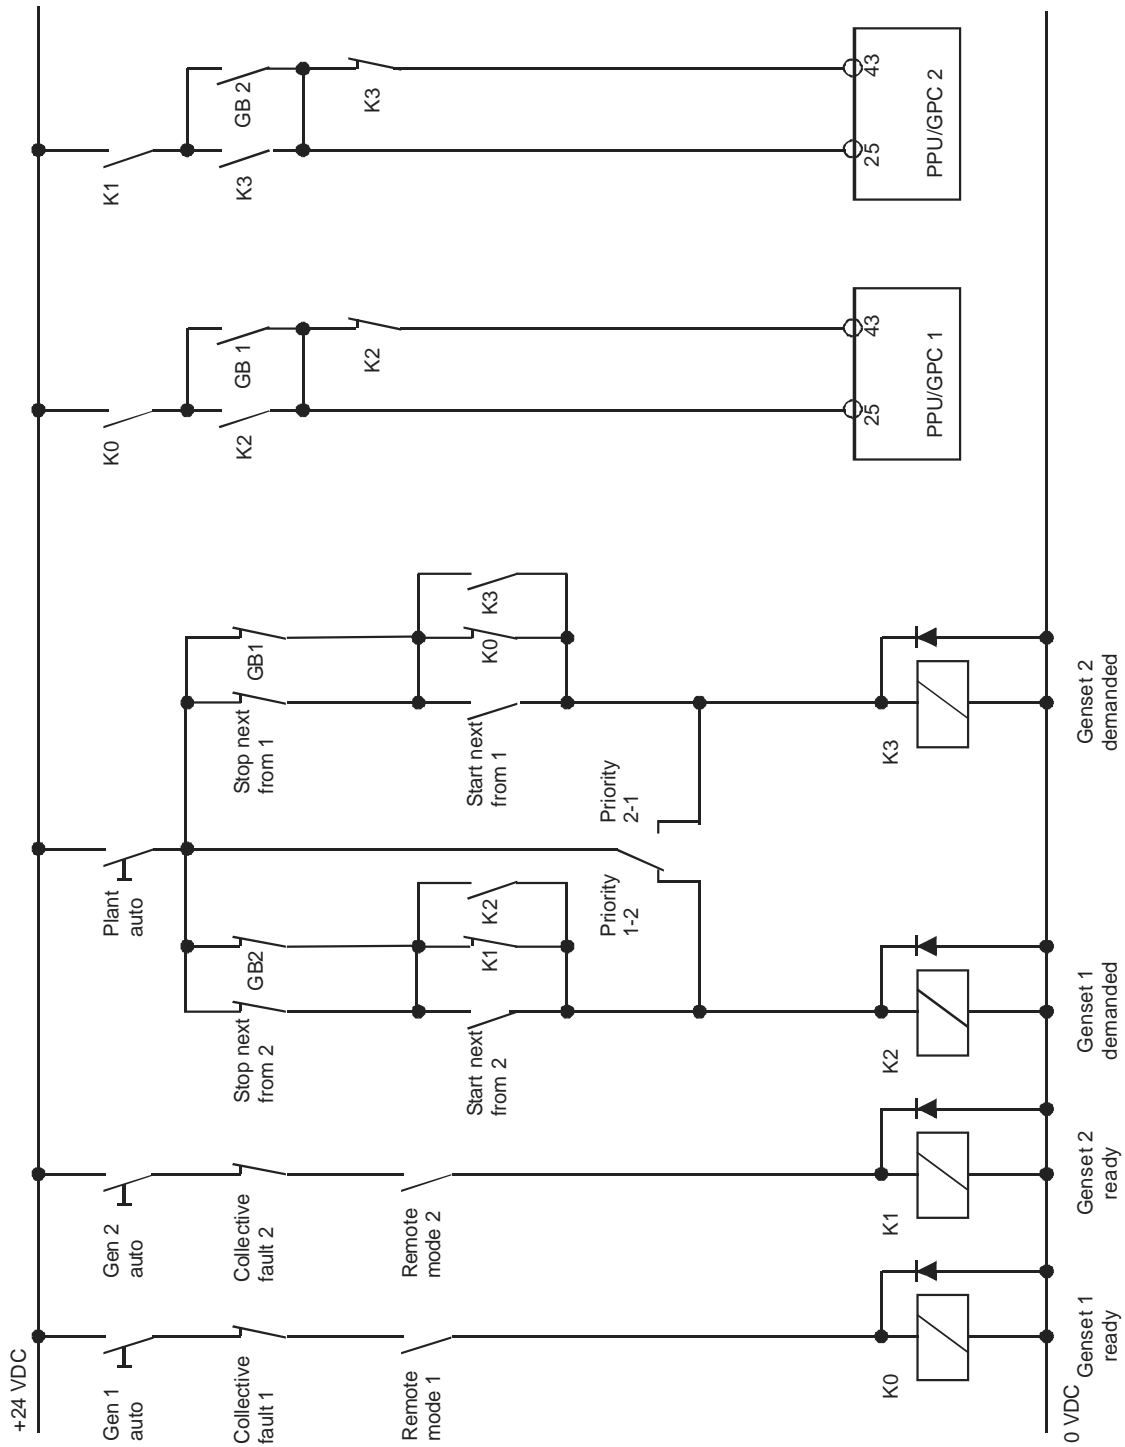 +24 VDC
0 VDC
Gen 1
auto
Collective
fault 1
Remote
mode 1
K0
Genset 1
ready
Gen 2
auto
Collective
fault 2
Remote
mode 2
K1
Genset 2
ready
Plant
auto
Stop next
from 2
GB2
Start next
from 2
K1
K2
Priority
1-2
K2
Genset 1
demanded
Stop next
from 1
GB1
Start next
from 1
K0
K3
Priority
2-1
K3
Genset 2
demanded
K0
K2
GB 1
K2
25
43
PPU/GPC 1
K1
K3
GB 2
K3
25
43
PPU/GPC 2